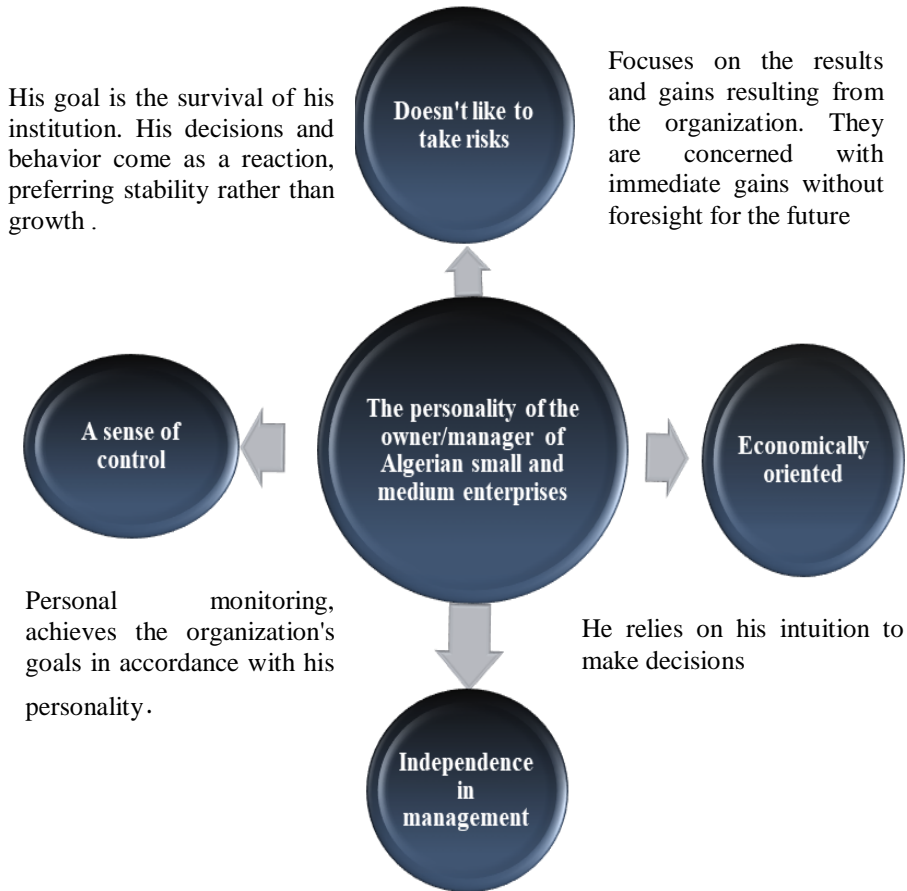 His goal is the survival of his
institution. His decisions and
behavior come as a reaction,
preferring stability rather than
growth .
Doesn't like to
take risks
Focuses on the results
and gains resulting from
the organization. They
are concerned with
immediate gains without
foresight for the future
A sense of
control
The personality of the
owner/manager of
Algerian small and
medium enterprises
Economically
oriented
Personal monitoring,
achieves the organization's
goals in accordance with his
personality.
He relies on his intuition to
make decisions
Independence
in
management